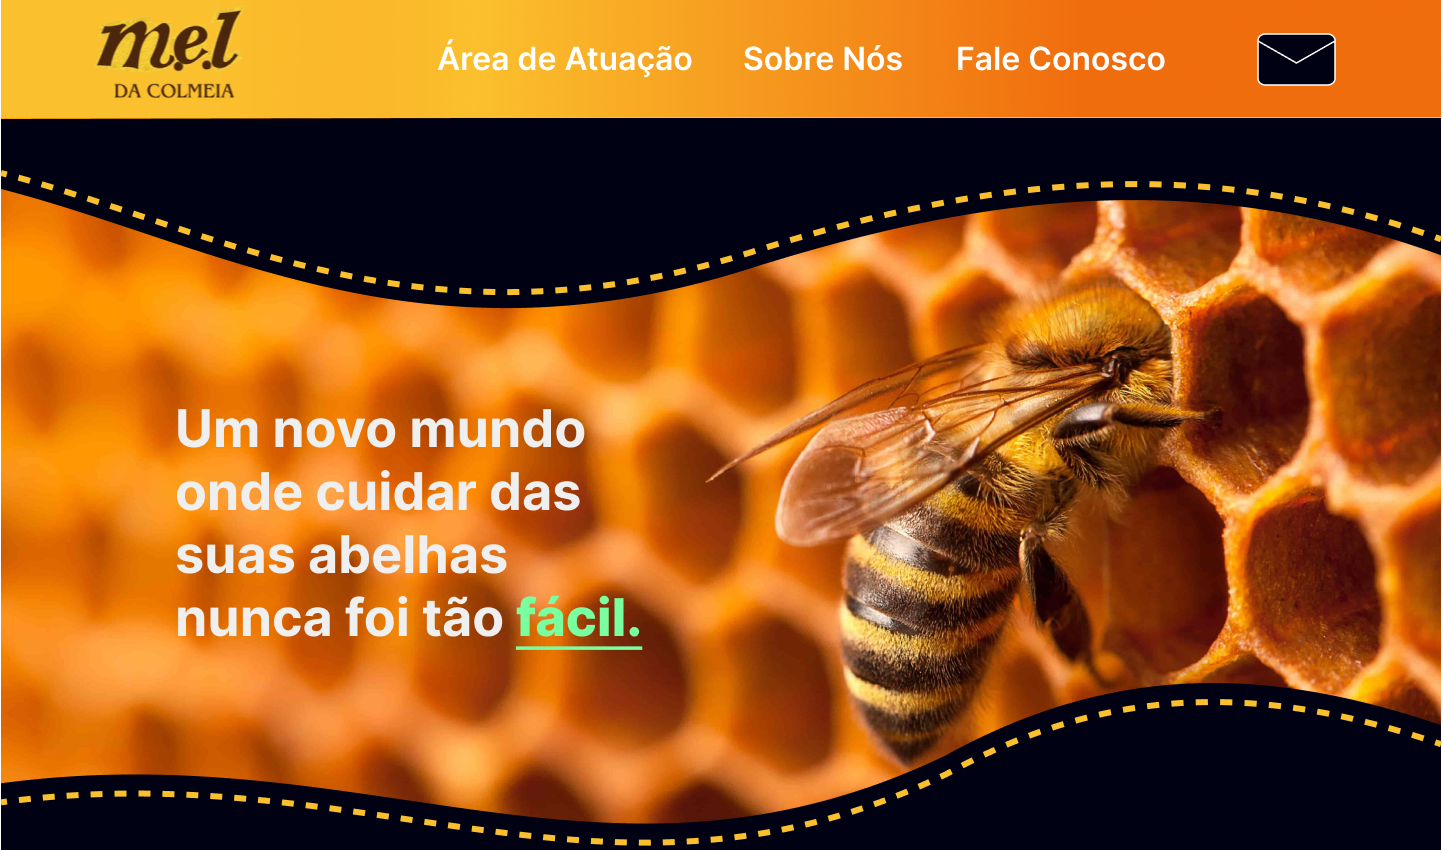 m.e.l
DA COLMEIA
Área de Atuação
Sobre Nós
Fale Conosco
Um novo mundo
onde cuidar das
suas abelhas
nunca foi tão fácil.